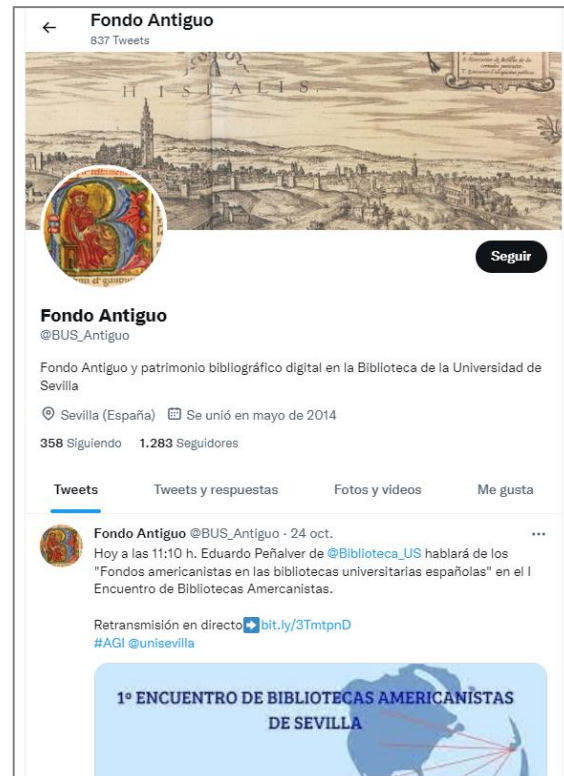 Fondo Antiguo
837 Tweets
HISPALIS.
Fondo Antiguo
@BUS_Antiguo
Seguir
Fondo Antiguo y patrimonio bibliográfico digital en la Biblioteca de la Universidad de
Sevilla
Sevilla (España) Se unió en mayo de 2014
358 Siguiendo 1.283 Seguidores
Tweets Tweets y respuestas Fotos y videos Me gusta
Fondo Antiguo @BUS_Antiguo · 24 oct.
Hoy a las 11:10 h. Eduardo Peñalver de @Biblioteca_US hablará de los
"Fondos americanistas en las bibliotecas universitarias españolas" en el I
Encuentro de Bibliotecas Amercanistas.
Retransmisión en directo➡bit.ly/3TmtpnD
#AGI @unisevilla
1º ENCUENTRO DE BIBLIOTECAS AMERICANISTAS
DE SEVILLA